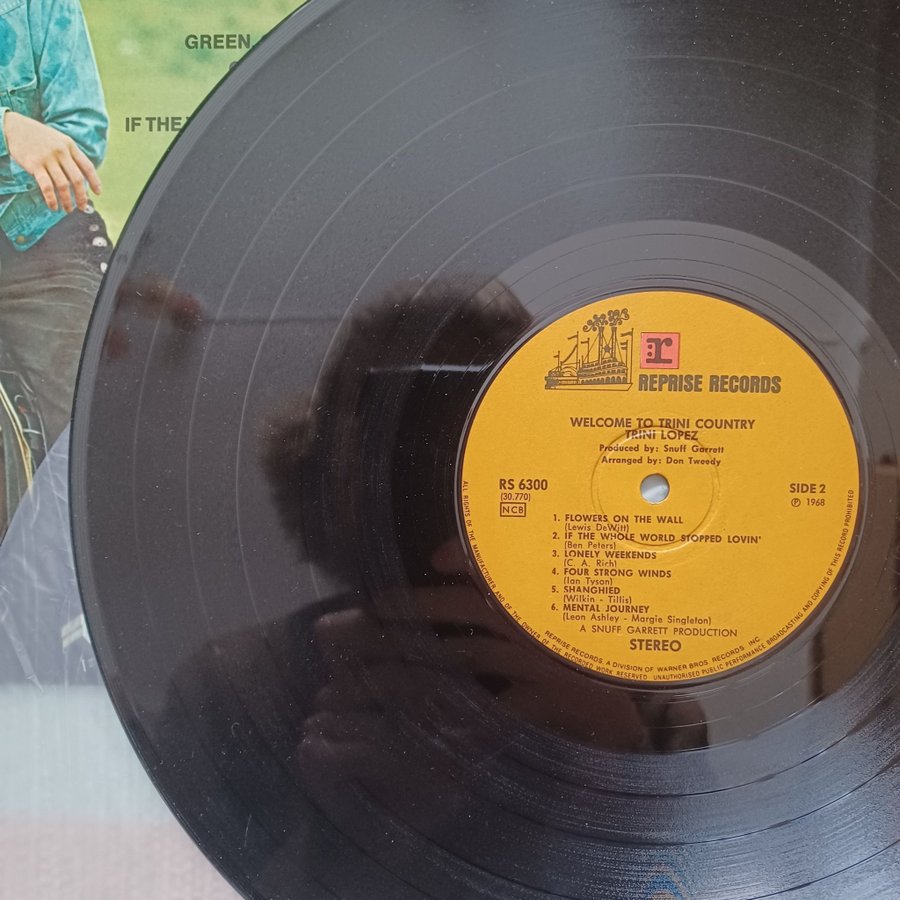 GREEN
IF THE
r:
REPRISE RECORDS
WELCOME TO TRINI COUNTRY
TRINI LOPEZ
Produced by: Snuff Garrett
Arranged by: Don Tweedy
RS 6300
(30.770)
NCB
SIDE 2
Ⓟ 1968
1. FLOWERS ON THE WALL
(Lewis DeWitt)
2. IF THE WHOLE WORLD STOPPED LOVIN'
(Ben Peters)
3. LONELY WEEKENDS
(C. A. Rich)
4. FOUR STRONG WINDS
(Ian Tyson)
5. SHANGHIED
(Wilkin - Tillis)
6. MENTAL JOURNEY
(Leon Ashley - Margie Singleton)
A SNUFF GARRETT PRODUCTION
STEREO
REPRISE RECORDS, A DIVISION OF WARNER BROS. RECORDS, INC.
ALL RIGHTS OF THE MANUFACTURER AND OF THE OWNER OF THE RECORDED WORK RESERVED. UNAUTHORISED PUBLIC PERFORMANCE BROADCASTING AND COPYING OF THIS RECORD PROHIBITED